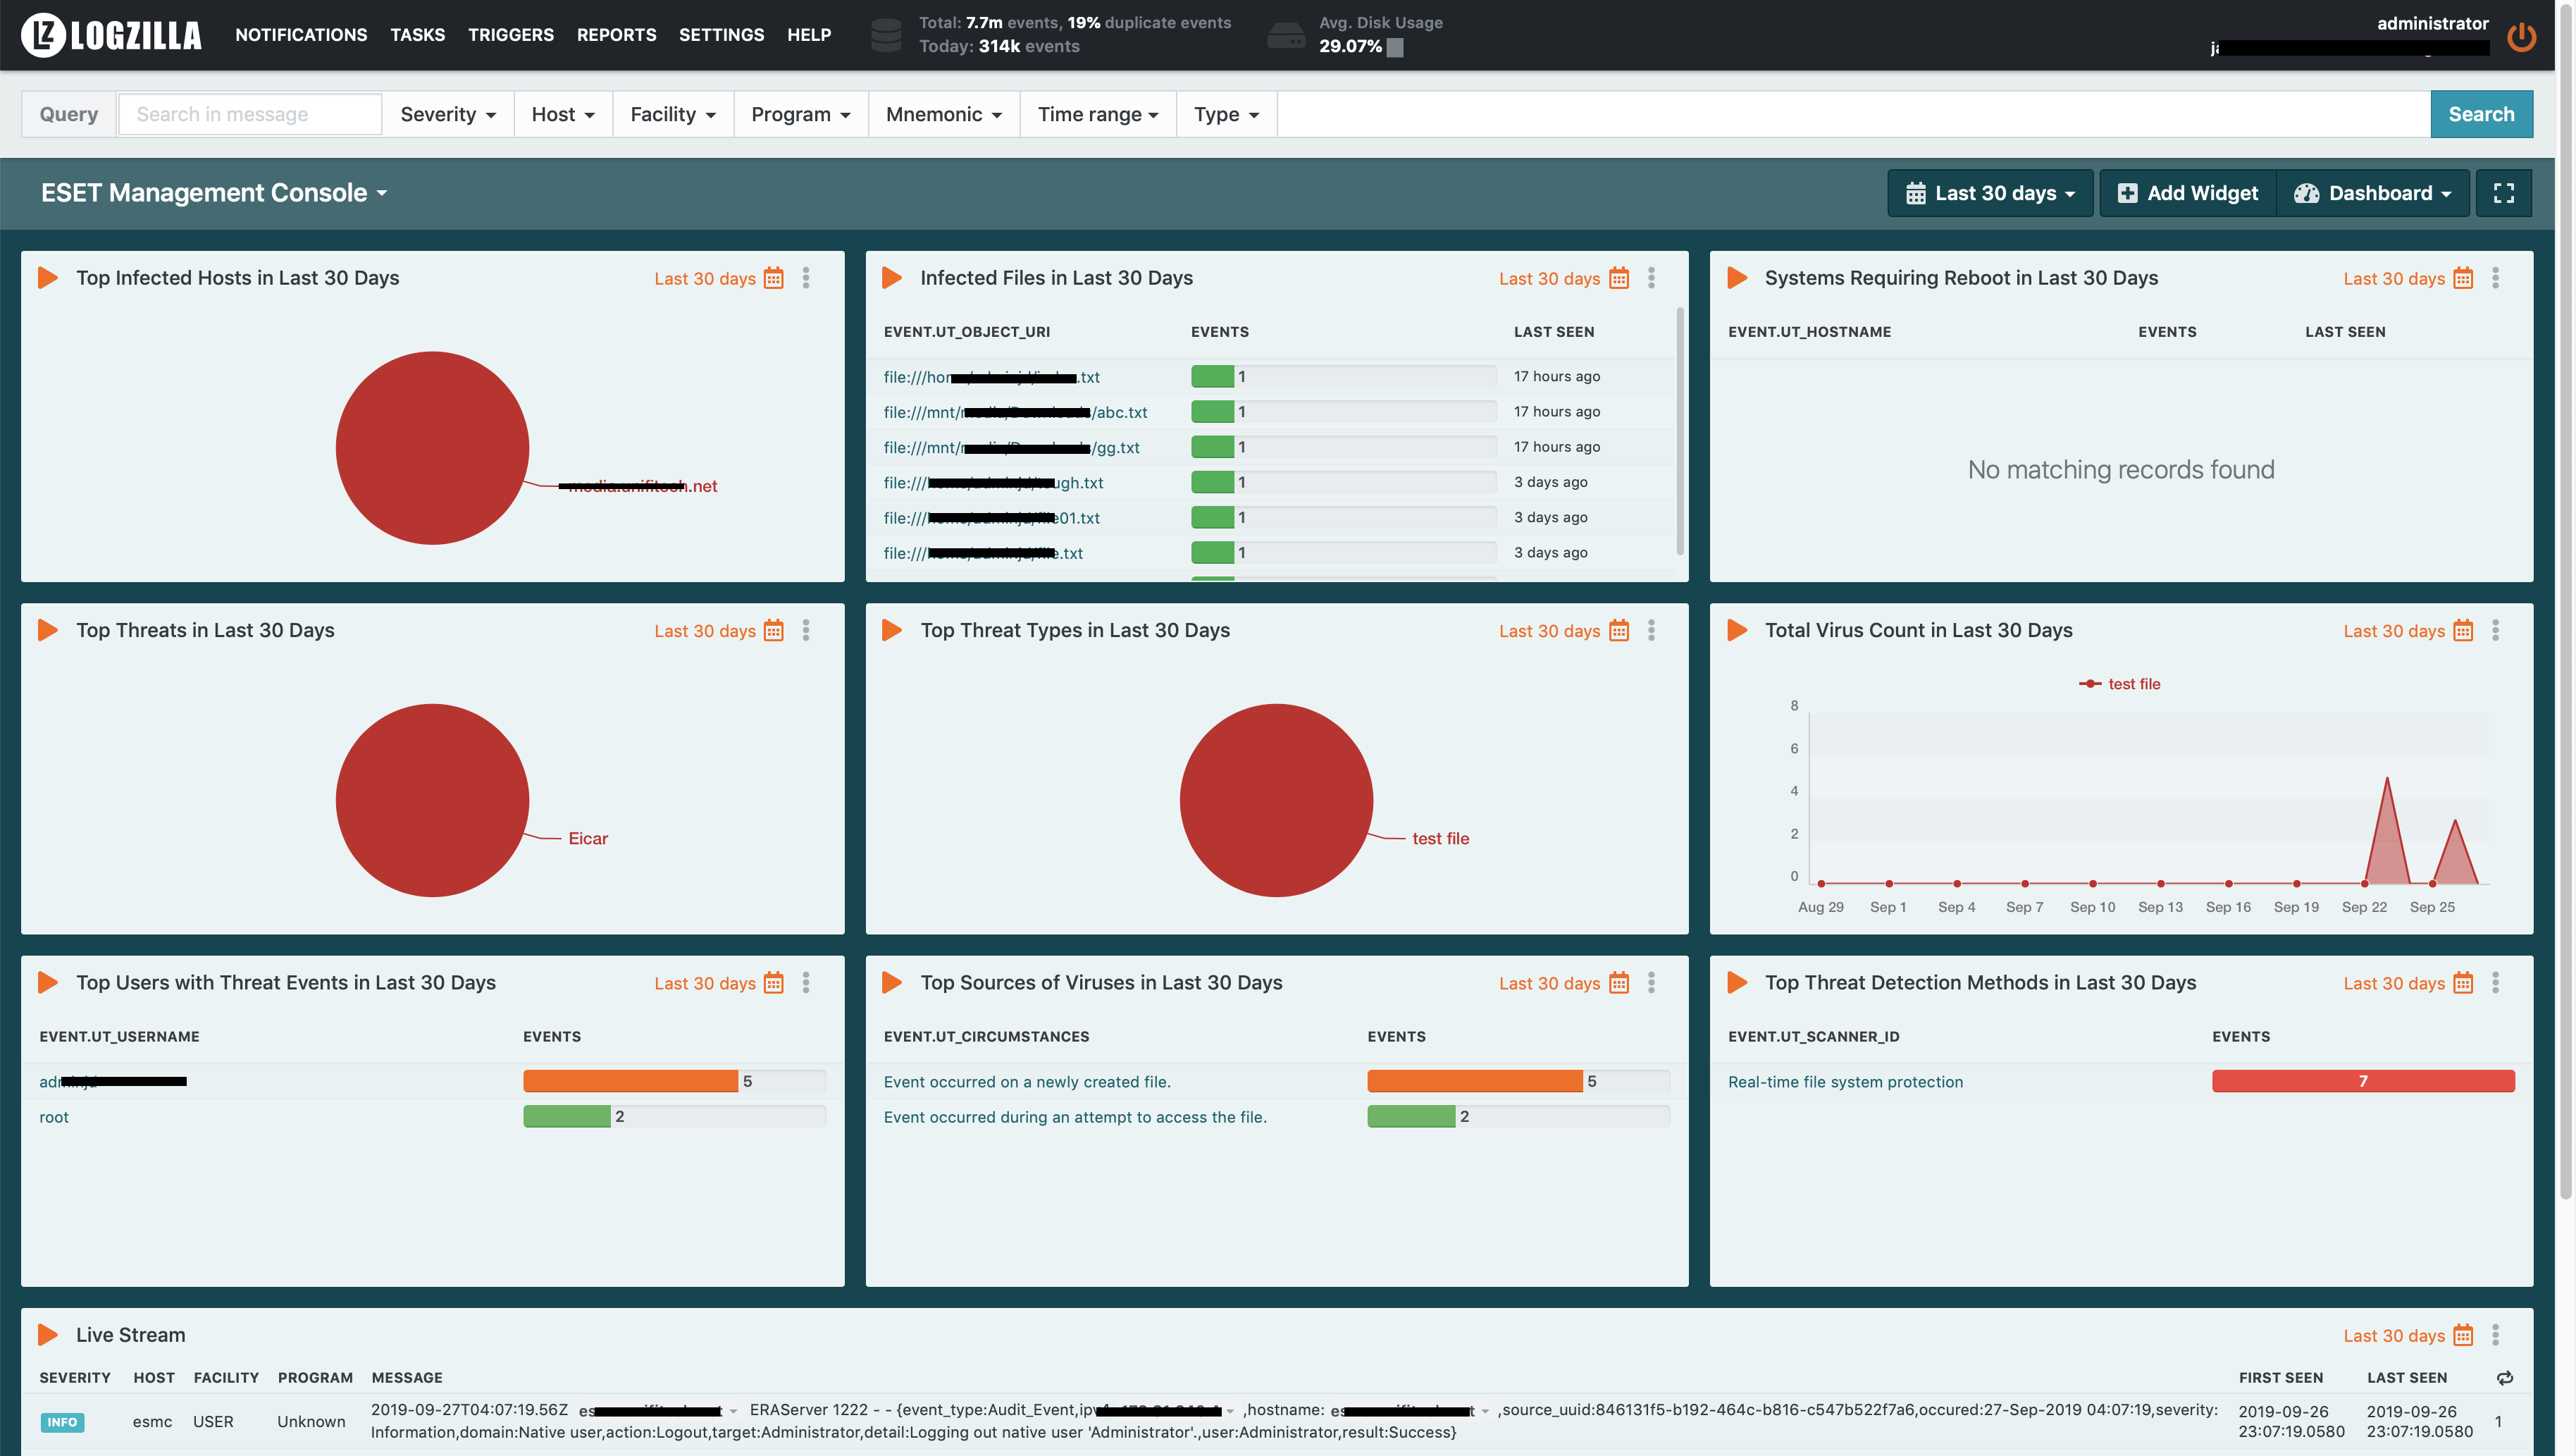 LOGZILLA
NOTIFICATIONS TASKS TRIGGERS REPORTS SETTINGS HELP
Total: 7.7m events, 19% duplicate events
Today: 314k events
Avg. Disk Usage
29.07%
administrator
Query Search in message Severity Host Facility Program Mnemonic Time range Type Search
ESET Management Console Last 30 days Add Widget Dashboard
Top Infected Hosts in Last 30 Days Last 30 days
.net
Infected Files in Last 30 Days Last 30 days
EVENT.UT_OBJECT_URI EVENTS LAST SEEN
file:///hor .txt 1 17 hours ago
file:///mnt/ /abc.txt 1 17 hours ago
file:///mnt/ /gg.txt 1 17 hours ago
file:/// ugh.txt 1 3 days ago
file:/// e01.txt 1 3 days ago
file:/// e.txt 1 3 days ago
Systems Requiring Reboot in Last 30 Days Last 30 days
EVENT.UT_HOSTNAME EVENTS LAST SEEN
No matching records found
Top Threats in Last 30 Days Last 30 days
Eicar
Top Threat Types in Last 30 Days Last 30 days
test file
Total Virus Count in Last 30 Days Last 30 days
test file
8
6
4
2
0
Aug 29 Sep 1 Sep 4 Sep 7 Sep 10 Sep 13 Sep 16 Sep 19 Sep 22 Sep 25
Top Users with Threat Events in Last 30 Days Last 30 days
EVENT.UT_USERNAME EVENTS
ad 5
root 2
Top Sources of Viruses in Last 30 Days Last 30 days
EVENT.UT_CIRCUMSTANCES EVENTS
Event occurred on a newly created file. 5
Event occurred during an attempt to access the file. 2
Top Threat Detection Methods in Last 30 Days Last 30 days
EVENT.UT_SCANNER_ID EVENTS
Real-time file system protection 7
Live Stream Last 30 days
SEVERITY HOST FACILITY PROGRAM MESSAGE FIRST SEEN LAST SEEN
INFO esmc USER Unknown
2019-09-27T04:07:19.56Z es t ERAServer 1222 - - {event_type:Audit_Event,ip ,hostname: es t ,source_uuid:846131f5-b192-464c-b816-c547b522f7a6,occured:27-Sep-2019 04:07:19,severity:
Information,domain:Native user,action:Logout,target:Administrator,detail:Logging out native user 'Administrator'.,user:Administrator,result:Success}
2019-09-26
23:07:19.0580
2019-09-26
23:07:19.0580
1